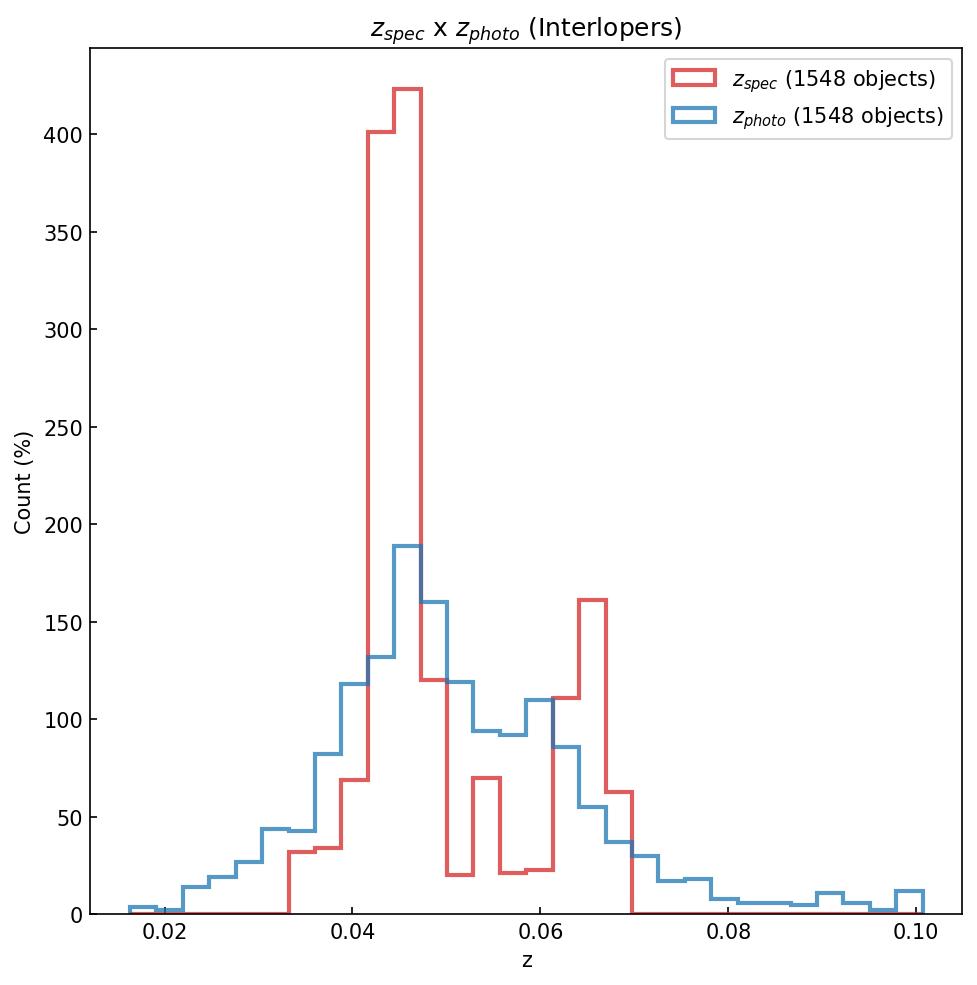 z_spec x z_photo (Interlopers)
z_spec (1548 objects)
z_photo (1548 objects)
Count (%)
400
350
300
250
200
150
100
50
0
0.02 0.04 0.06 0.08 0.10
z